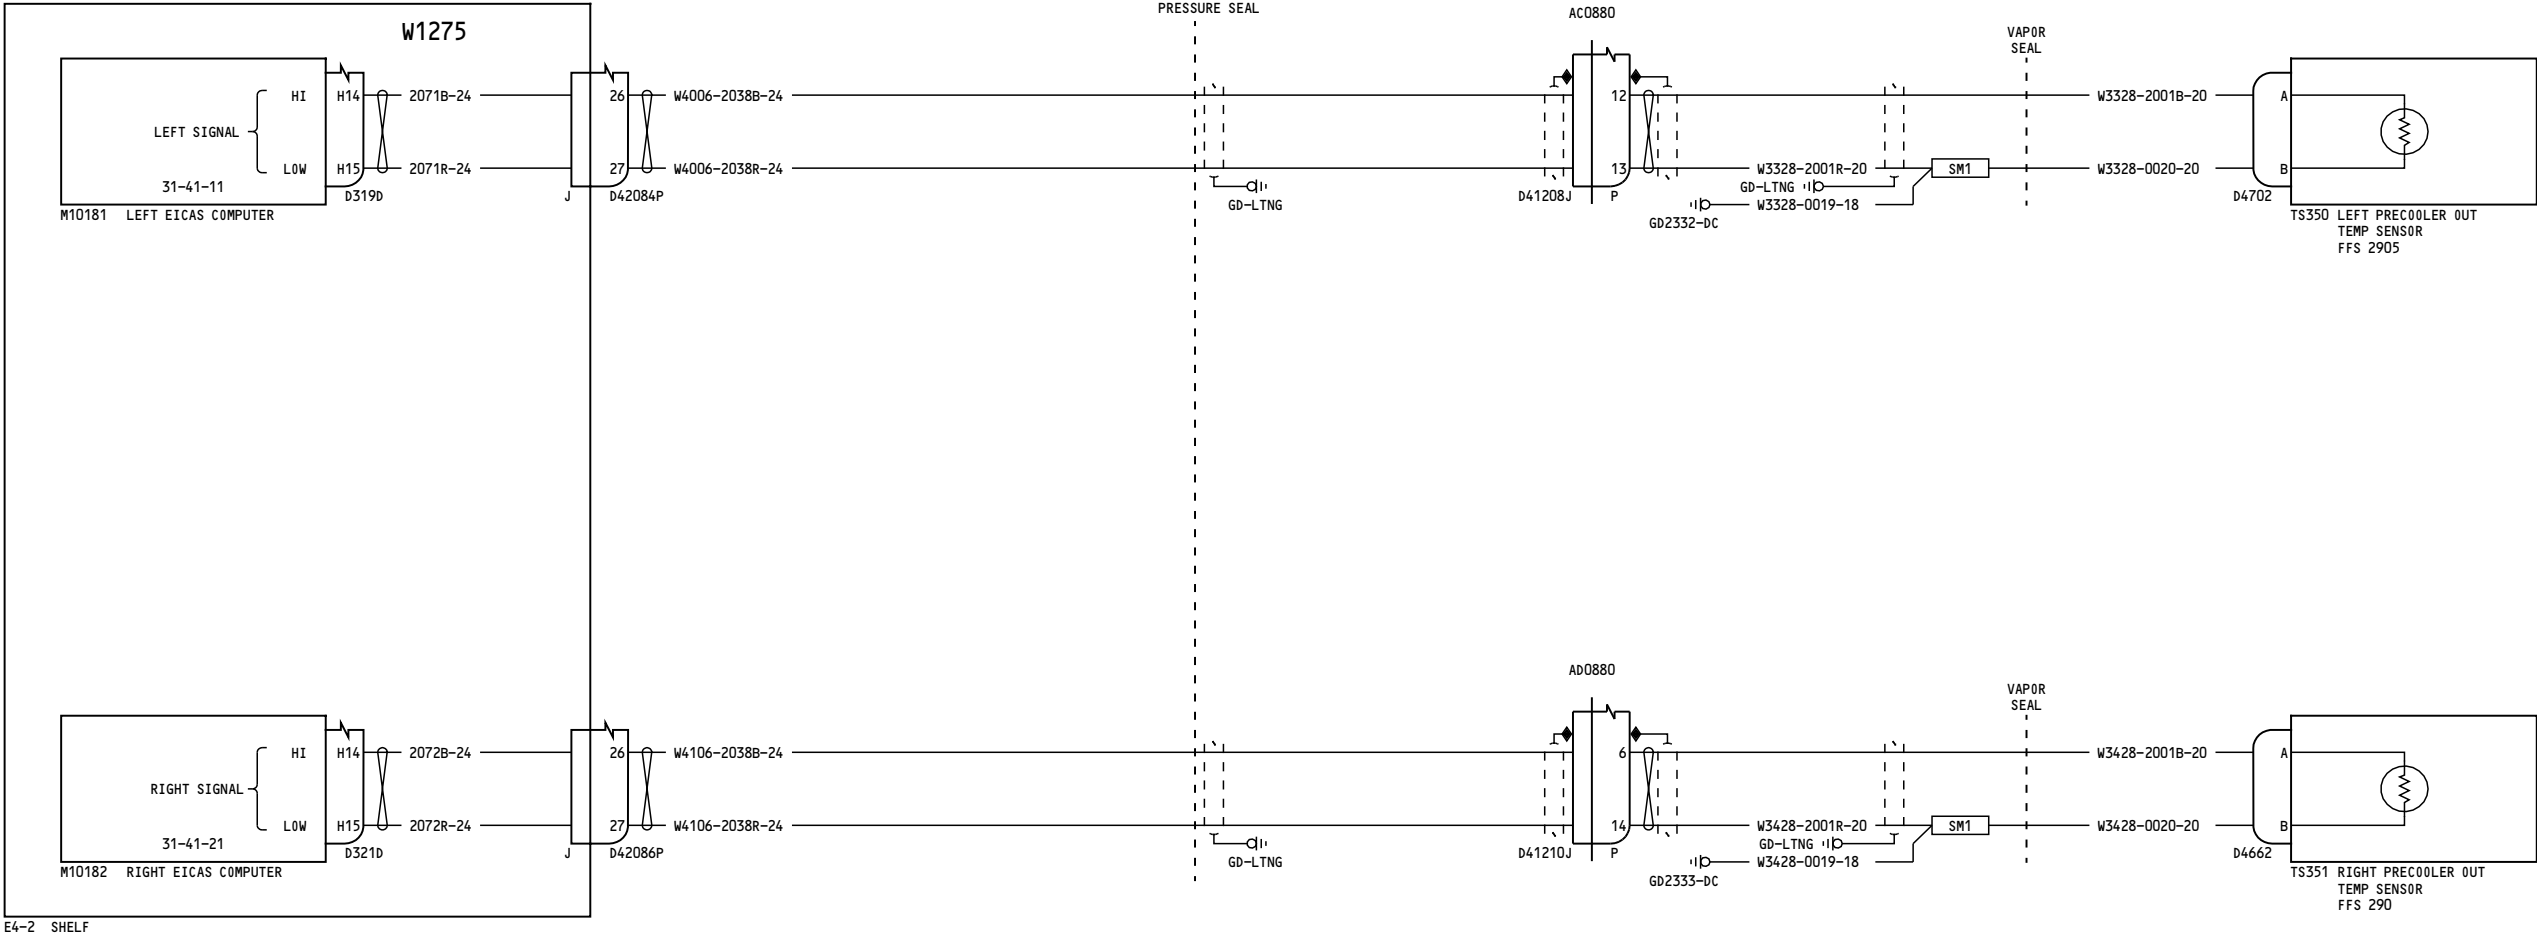 PRESSURE SEAL
AC0880
W1275
VAPOR
SEAL
HI
H14
2071B-24
26
W4006-2038B-24
12
W3328-2001B-20
A
LEFT SIGNAL
LOW
H15
2071R-24
27
W4006-2038R-24
13
W3328-2001R-20
SM1
W3328-0020-20
B
31-41-11
GD-LTNG
D319D
J
D42084P
D41208J
P
D4702
GD-LTNG
W3328-0019-18
M10181 LEFT EICAS COMPUTER
TS350 LEFT PRECOOLER OUT
GD2332-DC
TEMP SENSOR
FFS 2905
AD0880
VAPOR
SEAL
HI
H14
2072B-24
26
W4106-2038B-24
6
W3428-2001B-20
A
RIGHT SIGNAL
LOW
H15
2072R-24
27
W4106-2038R-24
14
W3428-2001R-20
SM1
W3428-0020-20
B
31-41-21
GD-LTNG
D321D
J
D42086P
D41210J
P
D4662
GD-LTNG
W3428-0019-18
M10182 RIGHT EICAS COMPUTER
TS351 RIGHT PRECOOLER OUT
GD2333-DC
TEMP SENSOR
FFS 290
E4-2 SHELF